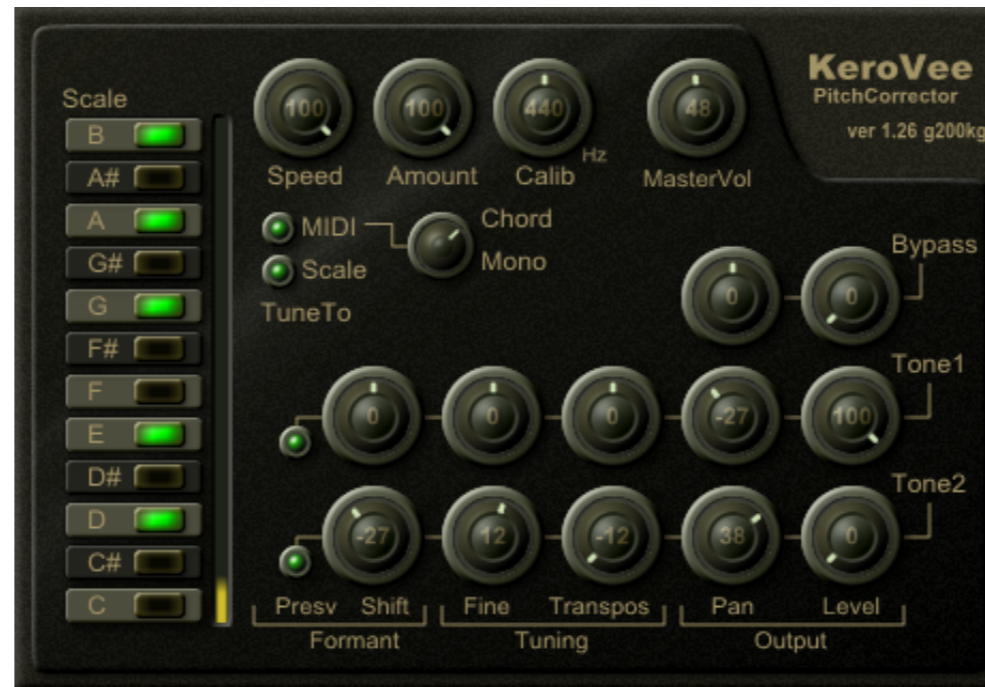 KeroVee
PitchCorrector
ver 1.26 g200kg
Scale
B
A#
A
G#
G
F#
F
E
D#
D
C#
C
100 100 440 48
Speed Amount Calib Hz MasterVol
MIDI Chord
Scale Mono
TuneTo
Bypass
0 0
Tone1
0 0 0 -27 100
Tone2
-27 12 -12 38 0
Presv Shift Fine Transpos Pan Level
Formant Tuning Output